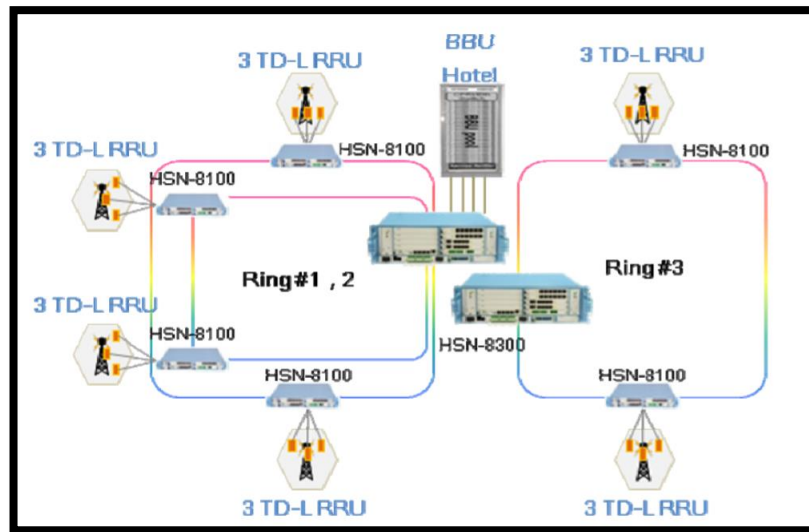 BBU
Hotel
3 TD-L RRU
3 TD-L RRU
BBU pool
HSN-8100
HSN-8100
3 TD-L RRU
HSN-8100
Ring#1 , 2
Ring#3
3 TD-L RRU
HSN-8100
HSN-8300
HSN-8100
HSN-8100
3 TD-L RRU
3 TD-L RRU